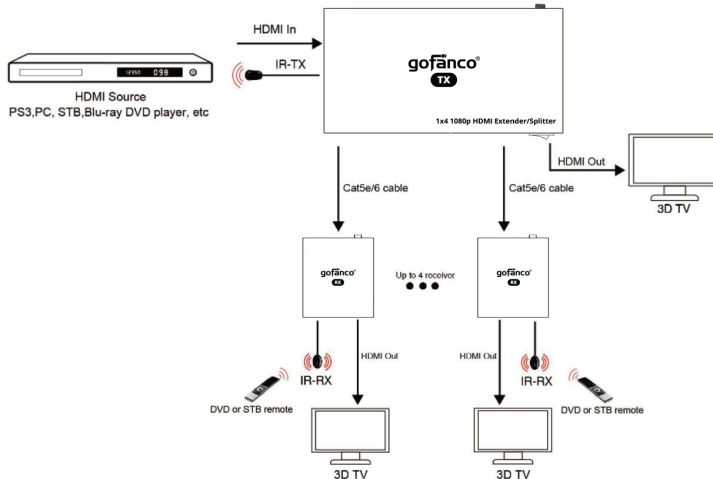 HDMI In
IR-TX
gofanco®
TX
1x4 1080p HDMI Extender/Splitter
098
HDMI Source
PS3,PC, STB,Blu-ray DVD player, etc
HDMI Out
3D TV
Cat5e/6 cable
Cat5e/6 cable
gofanco®
RX
Up to 4 receiver
gofanco®
RX
HDMI Out
IR-RX
DVD or STB remote
HDMI Out
IR-RX
DVD or STB remote
3D TV
3D TV